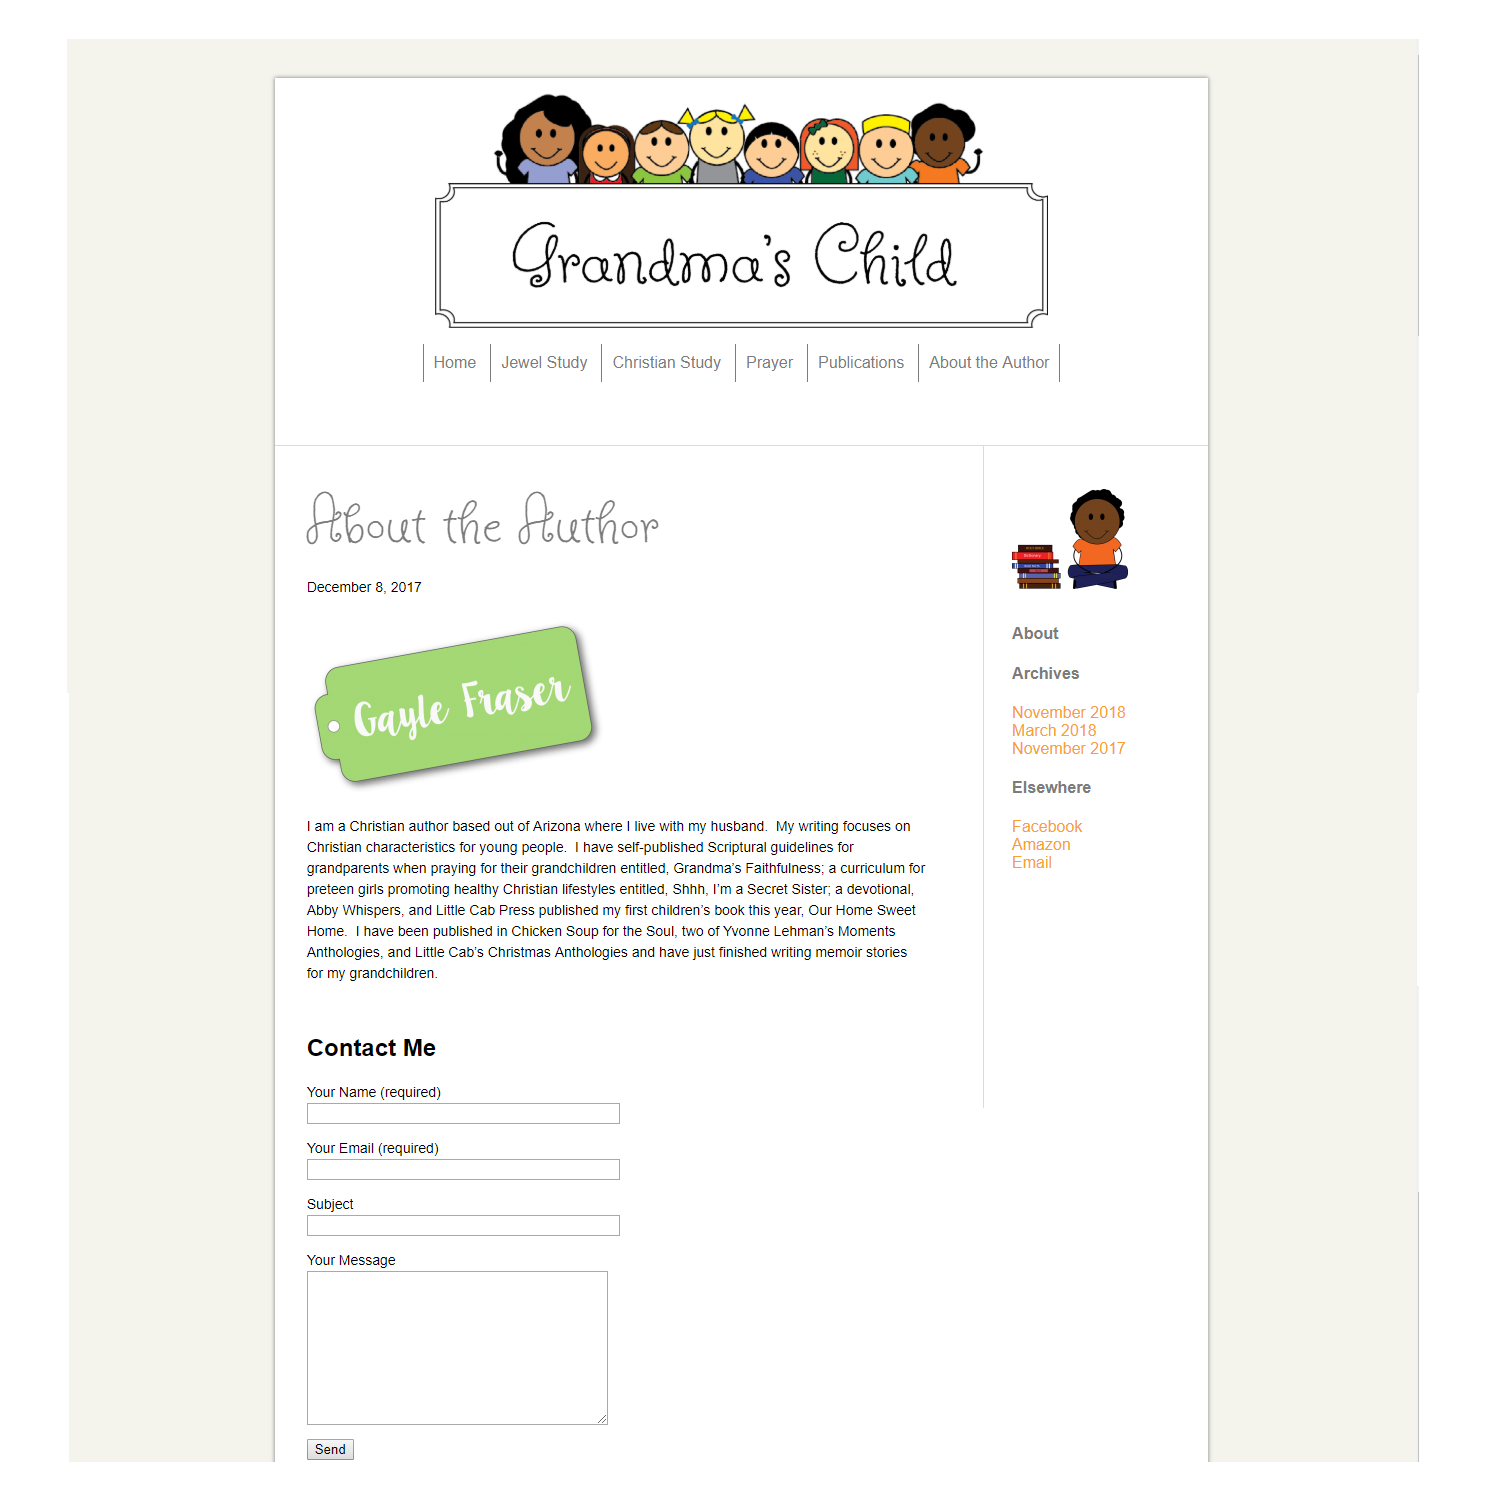 Grandma's Child
Home
Jewel Study
Christian Study
Prayer
Publications
About the Author
About the Author
December 8, 2017
Gayle Fraser
I am a Christian author based out of Arizona where I live with my husband.  My writing focuses on
Christian characteristics for young people.  I have self-published Scriptural guidelines for
grandparents when praying for their grandchildren entitled, Grandma’s Faithfulness; a curriculum for
preteen girls promoting healthy Christian lifestyles entitled, Shhh, I’m a Secret Sister; a devotional,
Abby Whispers, and Little Cab Press published my first children’s book this year, Our Home Sweet
Home.  I have been published in Chicken Soup for the Soul, two of Yvonne Lehman’s Moments
Anthologies, and Little Cab’s Christmas Anthologies and have just finished writing memoir stories
for my grandchildren.
Contact Me
Your Name (required)
Your Email (required)
Subject
Your Message
Send
About
Archives
November 2018
March 2018
November 2017
Elsewhere
Facebook
Amazon
Email